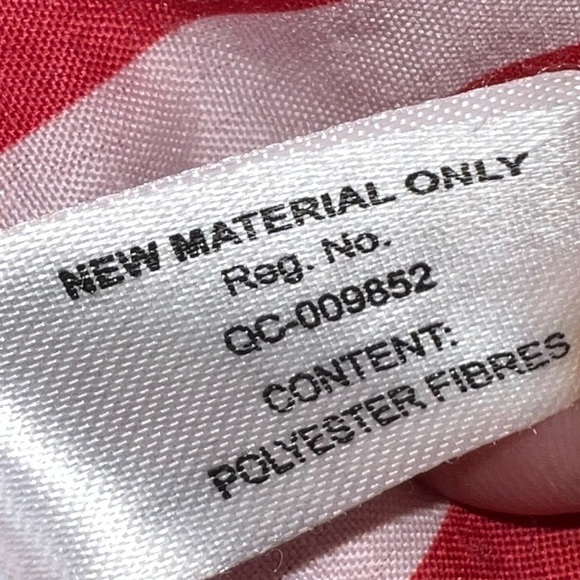 NEW MATERIAL ONLY
Reg. No.
QC-009852
CONTENT:
POLYESTER FIBRES